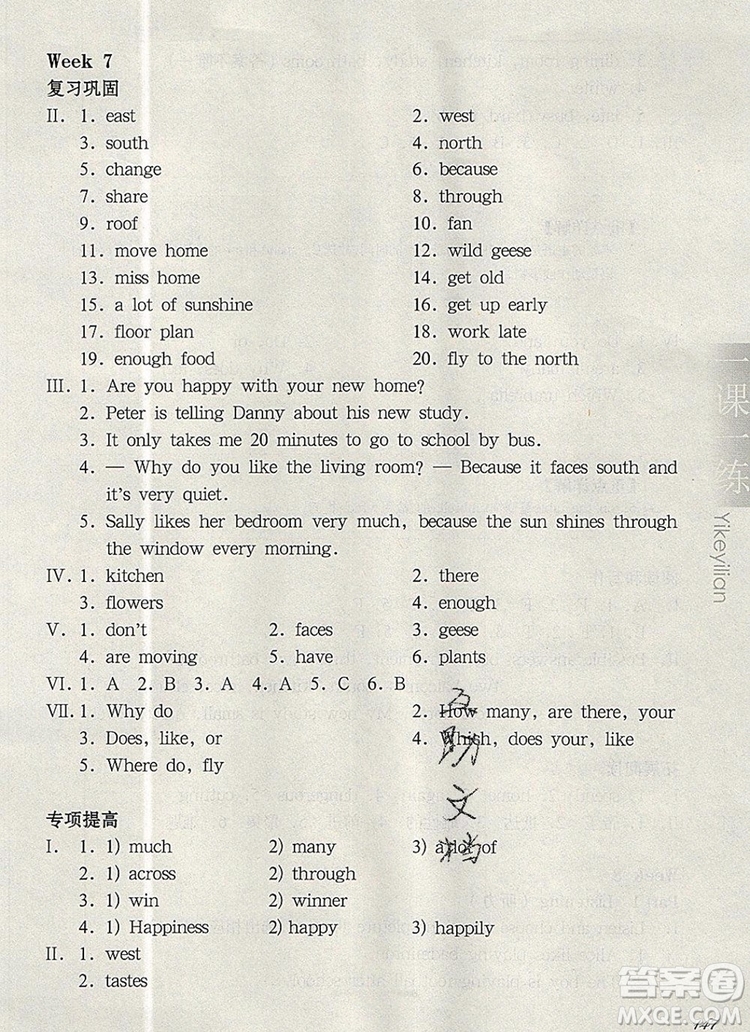 Week 7
复习巩固
II. 1. east 2. west
3. south 4. north
5. change 6. because
7. share 8. through
9. roof 10. fan
11. move home 12. wild geese
13. miss home 14. get old
15. a lot of sunshine 16. get up early
17. floor plan 18. work late
19. enough food 20. fly to the north
III. 1. Are you happy with your new home?
2. Peter is telling Danny about his new study.
3. It only takes me 20 minutes to go to school by bus.
4. — Why do you like the living room? — Because it faces south and
it's very quiet.
5. Sally likes her bedroom very much, because the sun shines through
the window every morning.
IV. 1. kitchen 2. there
3. flowers 4. enough
V. 1. don't 2. faces 3. geese
4. are moving 5. have 6. plants
VI. 1. A 2. B 3. A 4. A 5. C 6. B
VII. 1. Why do 2. How many, are there, your
3. Does, like, or 4. Which, does your, like
5. Where do, fly
专项提高
I. 1. 1) much 2) many 3) a lot of
2. 1) across 2) through
3. 1) win 2) winner
4. 1) Happiness 2) happy 3) happily
II. 1. west
2. tastes
一课一练
Yikeyilian
互助文档
答案圈
MXQE.COM
147